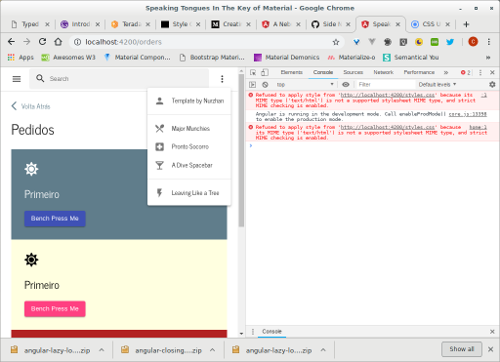 Speaking Tongues In The Key of Material - Google Chrome
Typed
Introd
Terad
Style
Creati
A Neb
Speak
CSS U
Side N
localhost:4200/orders
Apps
Awesomes W3
Material Compon...
Bootstrap Materi...
Material Demonics
Materialize-o
Semantical You
Search
Volta Atrás
Pedidos
Primeiro
Bench Press Me
Primeiro
Bench Press Me
Template by Nutzhan
Major Munchies
Pronto Socorro
A Dive Spacebar
Leaving Like a Tree
Elements
Console
Sources
Network
2
top
Filter
Default levels
Refused to apply style from 'http://localhost:4200/styles.css' because its
MIME type ('text/html') is not a supported stylesheet MIME type, and strict
MIME checking is enabled.
Angular is running in the development mode. Call enableProdMode() core.js:13398
to enable the production mode.
Refused to apply style from 'http://localhost:4200/styles.css' because home:1
its MIME type ('text/html') is not a supported stylesheet MIME type, and strict
MIME checking is enabled.
Console
angular-lazy-lo....zip
angular-closing....zip
angular-lazy-lo....zip
Show all